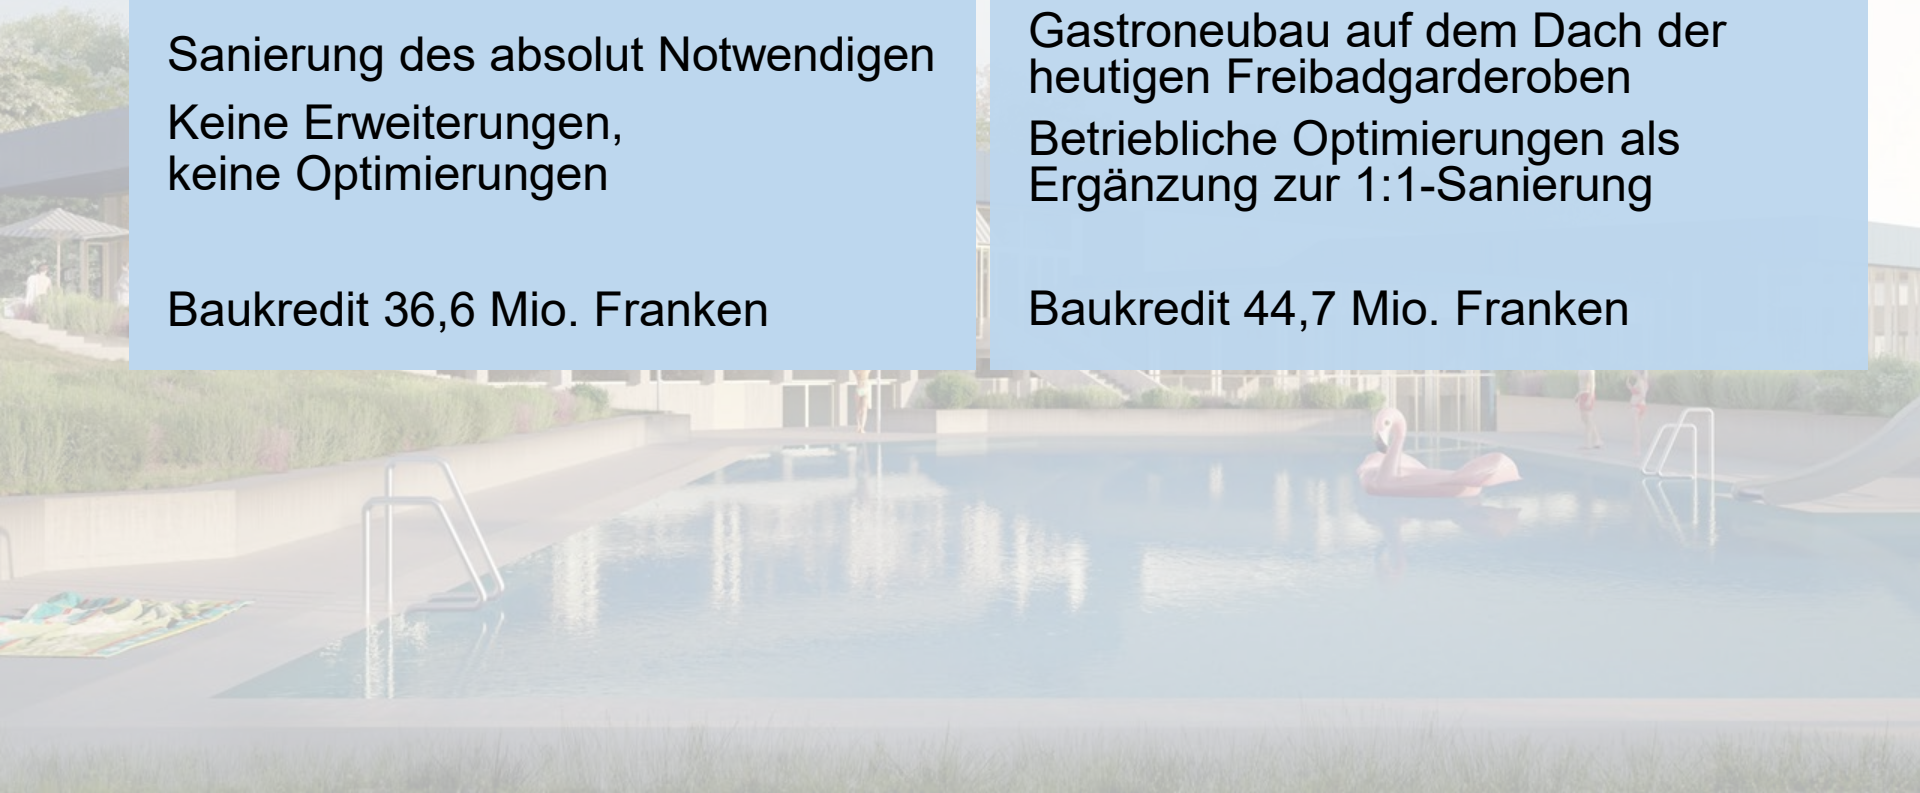 Sanierung des absolut Notwendigen
Keine Erweiterungen,
keine Optimierungen
Baukredit 36,6 Mio. Franken
Gastroneubau auf dem Dach der
heutigen Freibadgarderoben
Betriebliche Optimierungen als
Ergänzung zur 1:1-Sanierung
Baukredit 44,7 Mio. Franken